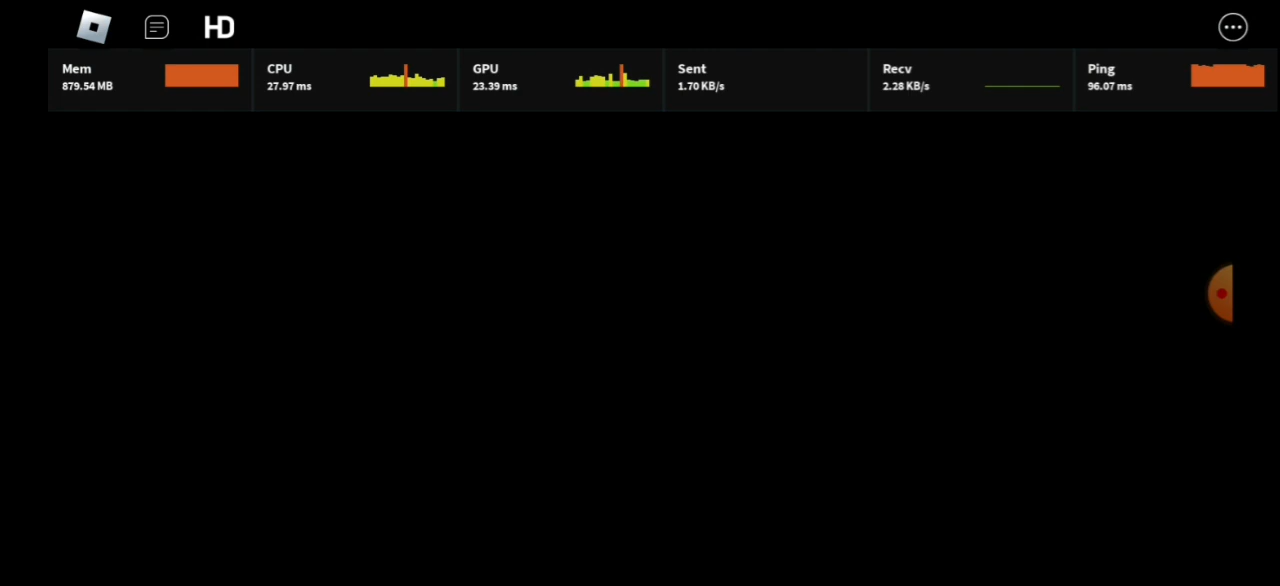 HD
Mem
879.54 MB
CPU
27.97 ms
GPU
23.39 ms
Sent
1.70 KB/s
Recv
2.28 KB/s
Ping
96.07 ms